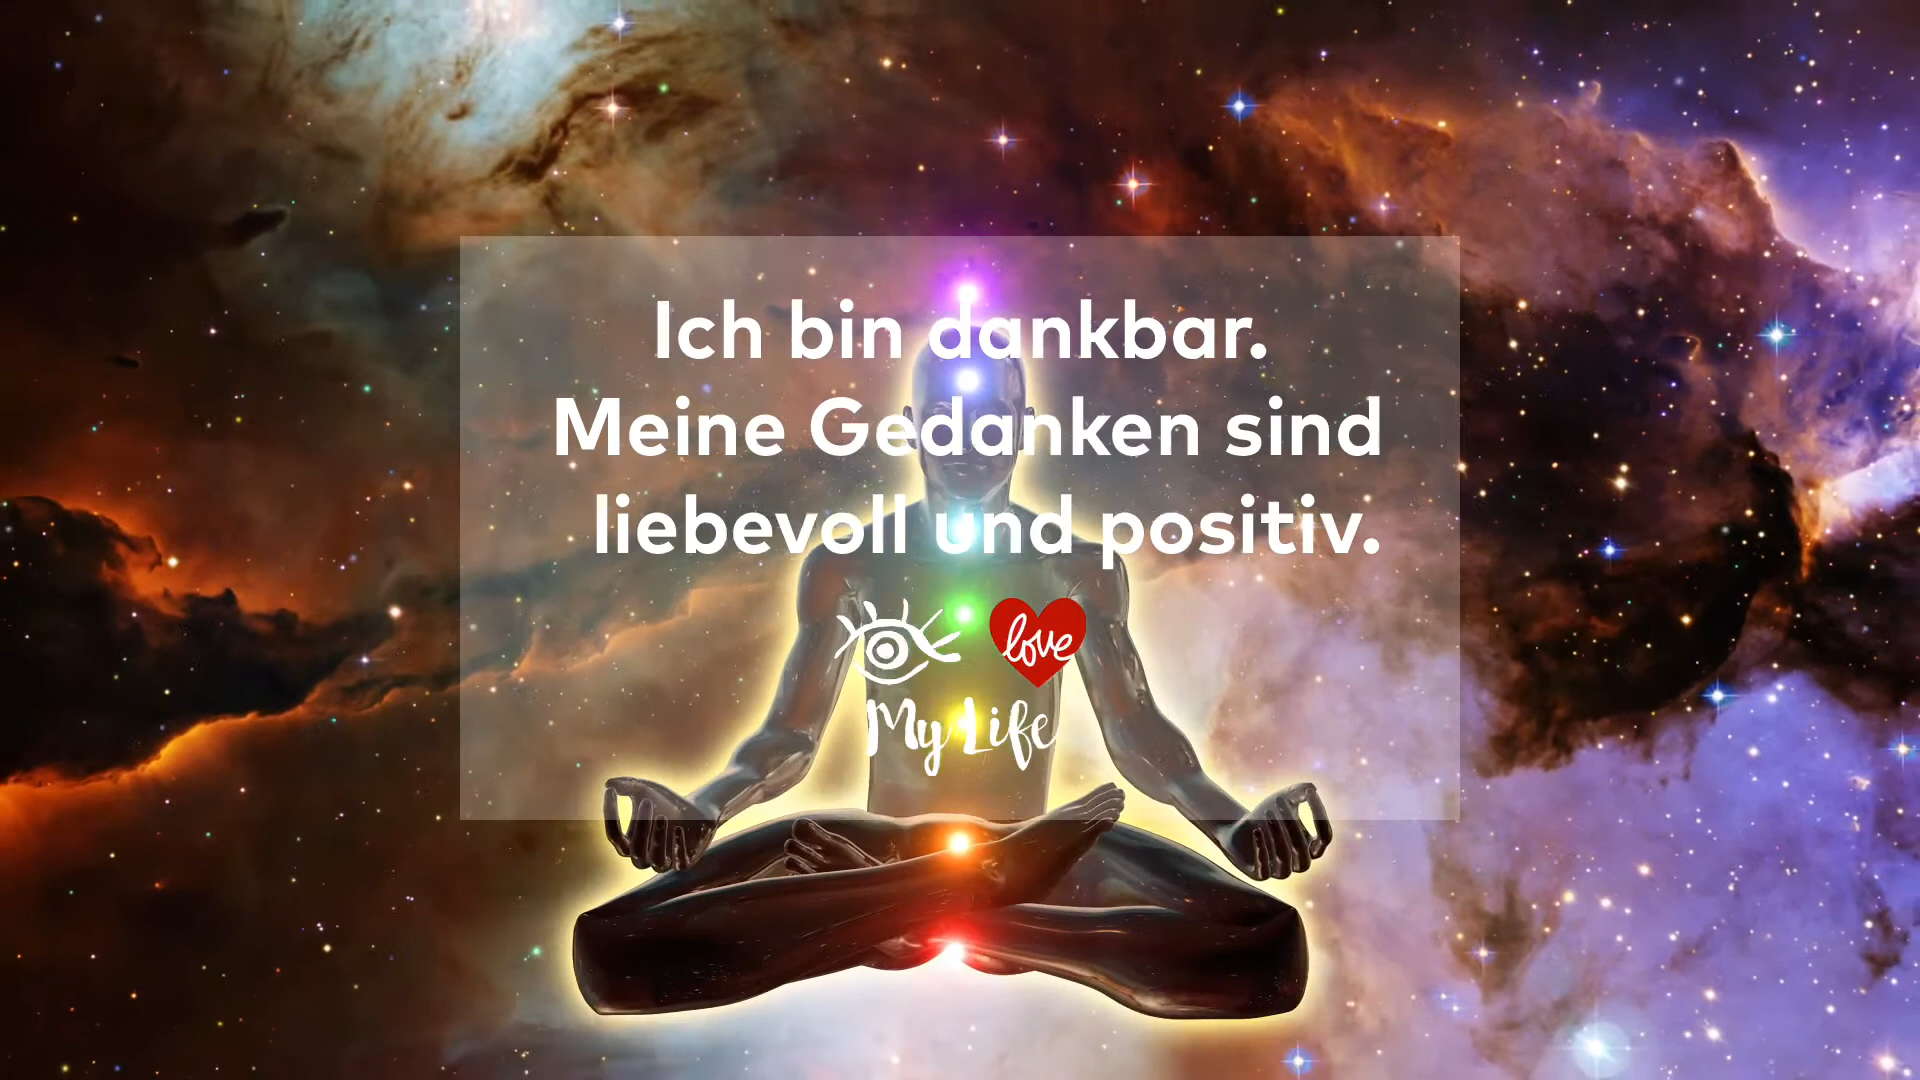 Ich bin dankbar.
Meine Gedanken sind
liebevoll und positiv.
love
My Life